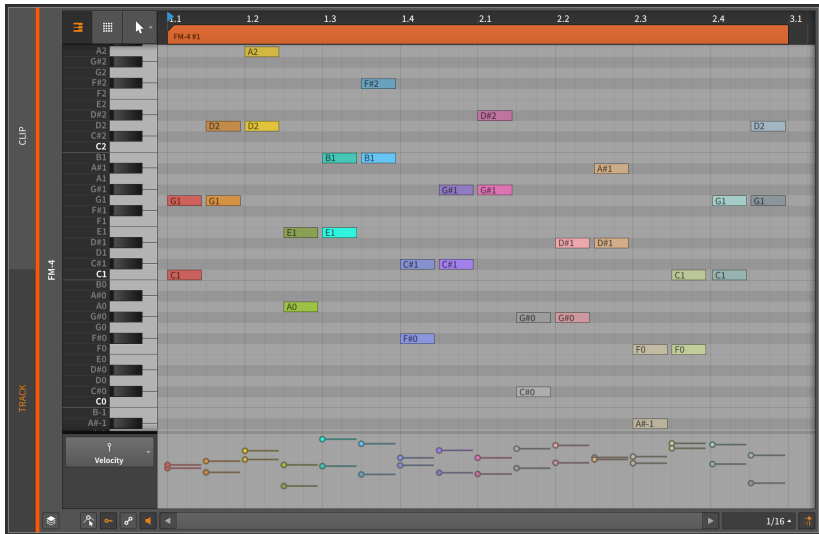 1.1 1.2 1.3 1.4 2.1 2.2 2.3 2.4 3.1
FM-4 #1
CLIP
TRACK
FM-4
A2 A2
G#2
G2
F#2 F#2
F2
E2
D#2 D#2
D2 D2 D2 D2
C#2
C2
B1 B1 B1
A#1 A#1
A1
G#1 G#1 G#1
G1 G1 G1 G1 G1
F#1
F1
E1 E1 E1
D#1 D#1 D#1
D1
C#1 C#1 C#1
C1 C1 C1 C1
B0
A#0
A0 A0
G#0 G#0 G#0
G0
F#0 F#0
F0 F0 F0
E0
D#0
D0
C#0 C#0
C0
B-1
A#-1 A#-1
Velocity
1/16